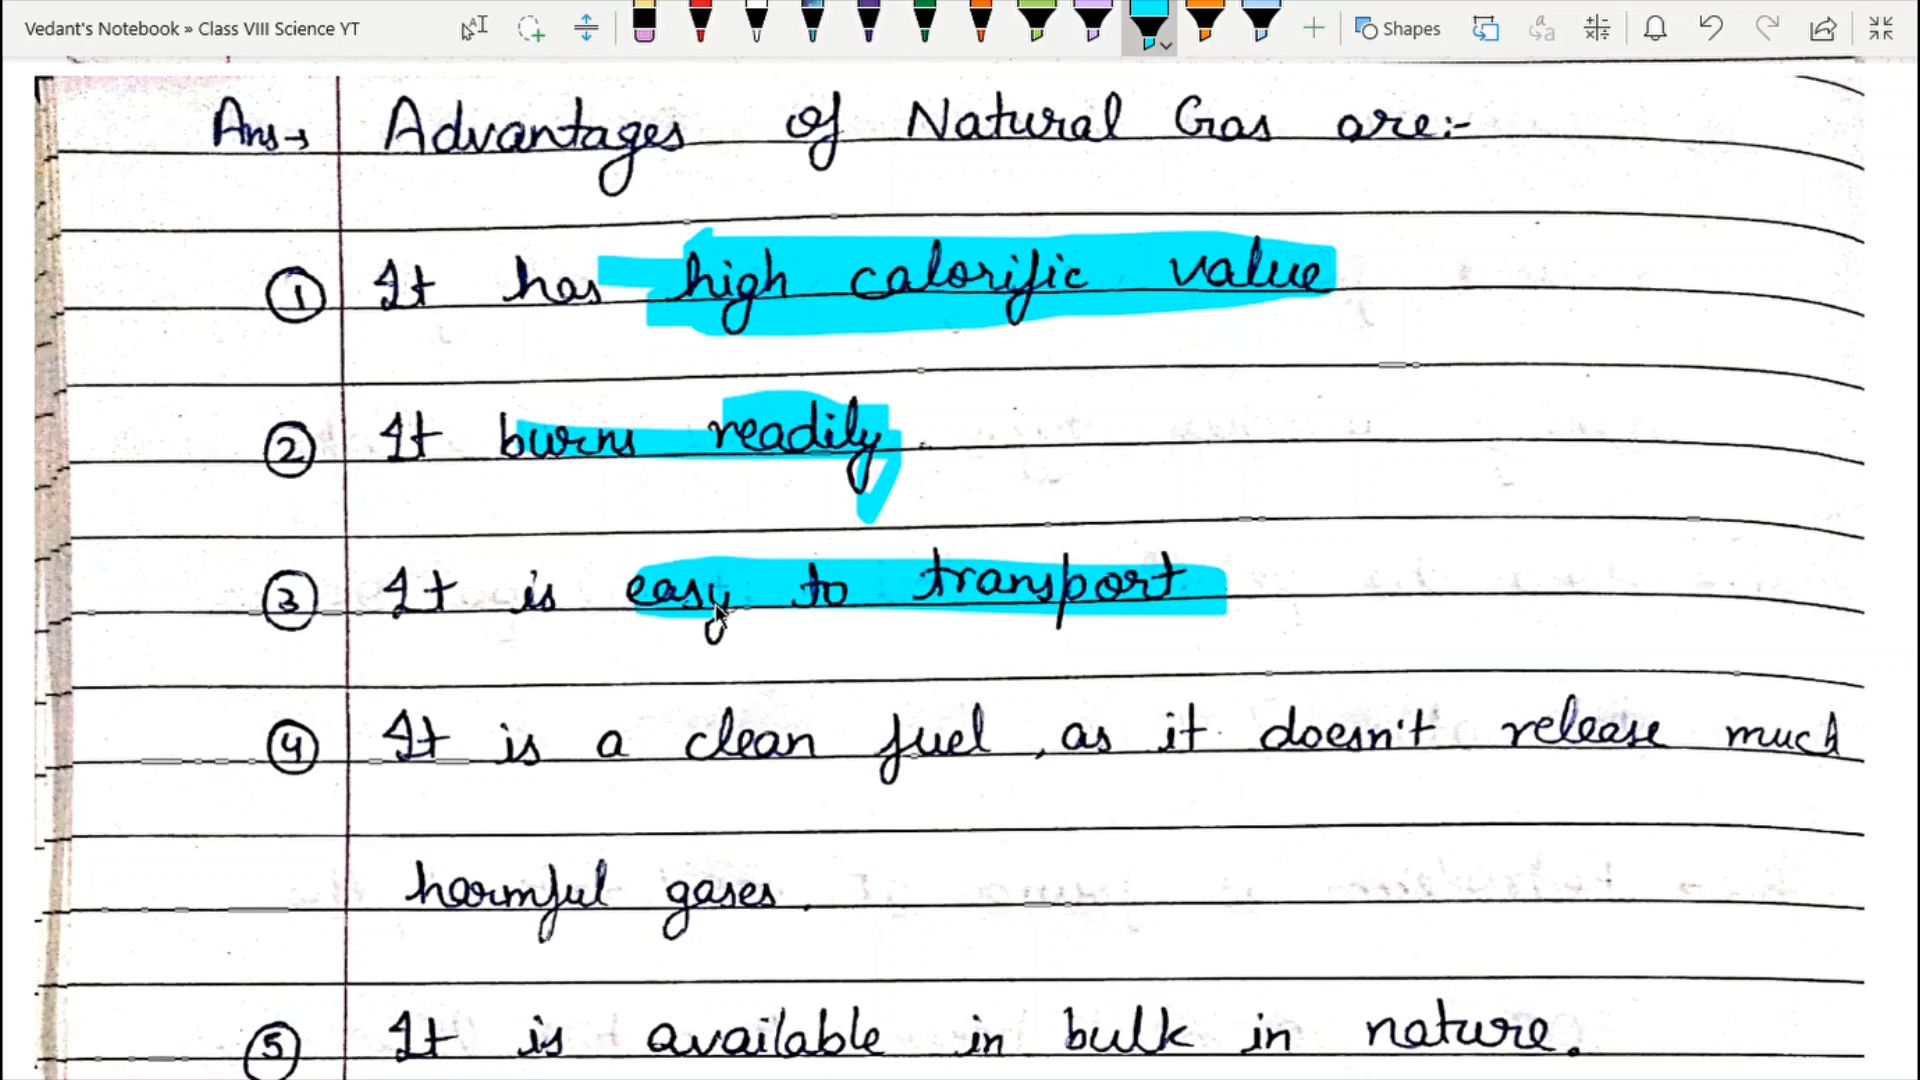 Vedant's Notebook » Class VIII Science YT
Shapes
Ans→ Advantages of Natural Gas are:-
① It has high calorific value
② It burns readily.
③ It is easy to transport
④ It is a clean fuel, as it doesn't release much
harmful gases.
⑤ It is available in bulk in nature.